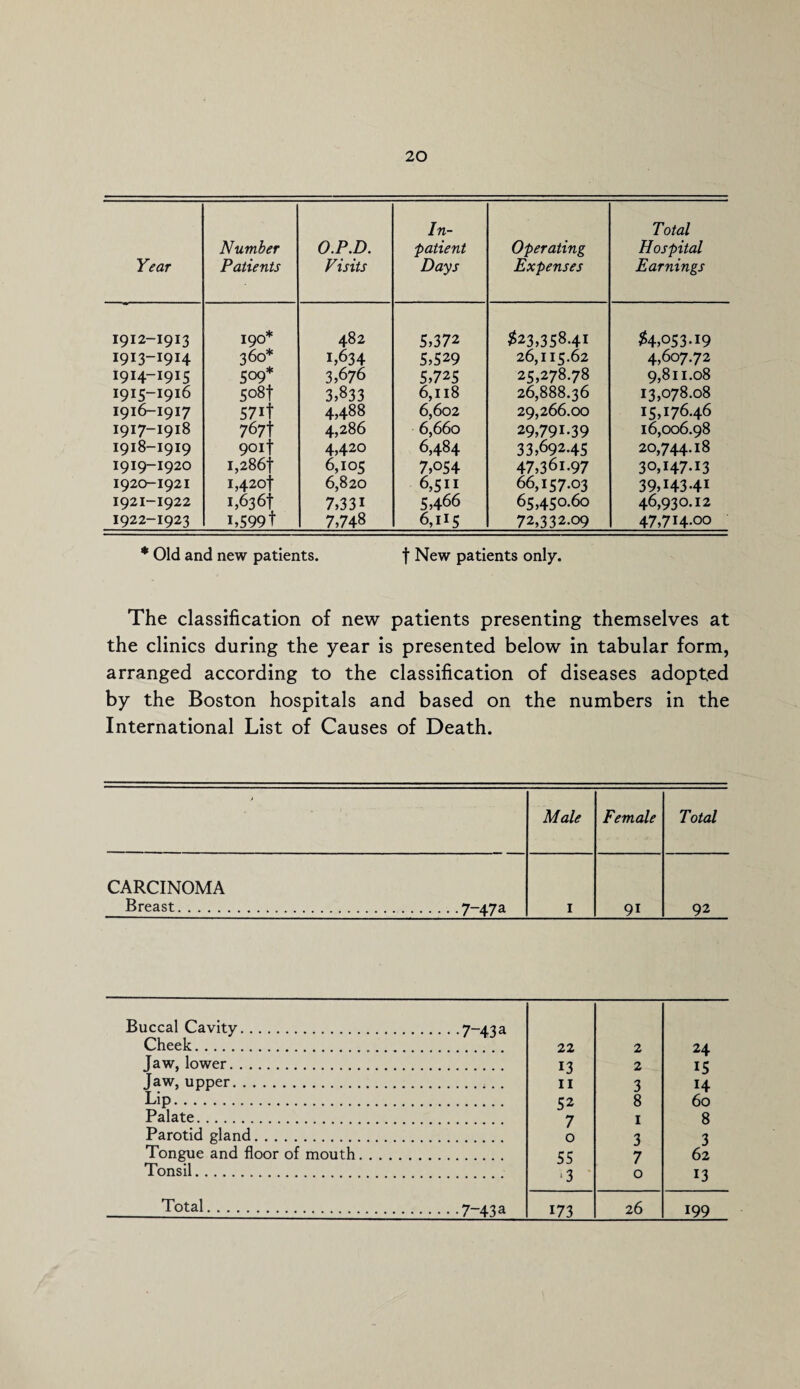 20
Year Number Patients O.P.D. Visits In-patient Days Operating Expenses Total Hospital Earnings
1912-1913 190* 482 5,372 $23,358.41 $4,053.19
1913-1914 360* 1,634 5,529 26,115.62 4,607.72
1914-1915 509* 3,676 5,725 25,278.78 9,811.08
1915-1916 508† 3,833 6,118 26,888.36 13,078.08
1916-1917 571† 4,488 6,602 29,266.00 15,176.46
1917-1918 767† 4,286 6,660 29,791.39 16,006.98
1918-1919 901† 4,420 6,484 33,692.45 20,744.18
1919-1920 1,286† 6,105 7,054 47,361.97 30,147.13
1920-1921 1,420† 6,820 6,511 66,157.03 39,143.41
1921-1922 1,636† 7,331 5,466 65,450.60 46,930.12
1922-1923 1,599† 7,748 6,115 72,332.09 47,714.00
* Old and new patients. † New patients only.
The classification of new patients presenting themselves at
the clinics during the year is presented below in tabular form,
arranged according to the classification of diseases adopted
by the Boston hospitals and based on the numbers in the
International List of Causes of Death.
Male Female Total
CARCINOMA
Breast. . . . . . . . . . 7-47a 1 91 92
Buccal Cavity. . . . . . . . . . 7-43a
Cheek. . . . . . . . . . 22 2 24
Jaw, lower. . . . . . . . . . 13 2 15
Jaw, upper. . . . . . . . . . 11 3 14
Lip. . . . . . . . . . 52 8 60
Palate. . . . . . . . . . 7 1 8
Parotid gland. . . . . . . . . . 0 3 3
Tongue and floor of mouth. . . . . . . . . . 55 7 62
Tonsil. . . . . . . . . . 13 0 13
Total. . . . . . . . . . 7-43a 173 26 199